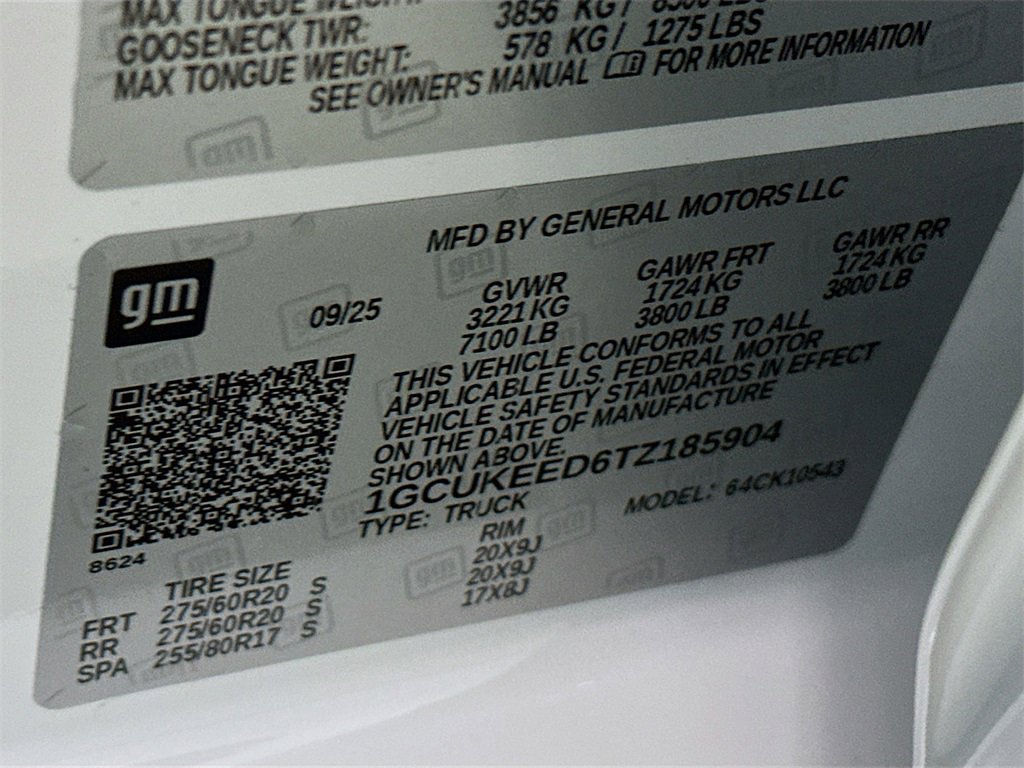 MAX TONGUE WEIGHT:
GOOSENECK TWR: 3856 KG / 8500 LBS
MAX TONGUE WEIGHT: 578 KG / 1275 LBS
SEE OWNER'S MANUAL FOR MORE INFORMATION
MFD BY GENERAL MOTORS LLC
gm
09/25
GVWR GAWR FRT GAWR RR
3221 KG 1724 KG 1724 KG
7100 LB 3800 LB 3800 LB
THIS VEHICLE CONFORMS TO ALL
APPLICABLE U.S. FEDERAL MOTOR
VEHICLE SAFETY STANDARDS IN EFFECT
ON THE DATE OF MANUFACTURE
SHOWN ABOVE.
1GCUKEED6TZ185904
TYPE: TRUCK MODEL: 64CK10543
8624
TIRE SIZE RIM
FRT 275/60R20 S 20X9J
RR 275/60R20 S 20X9J
SPA 255/80R17 S 17X8J